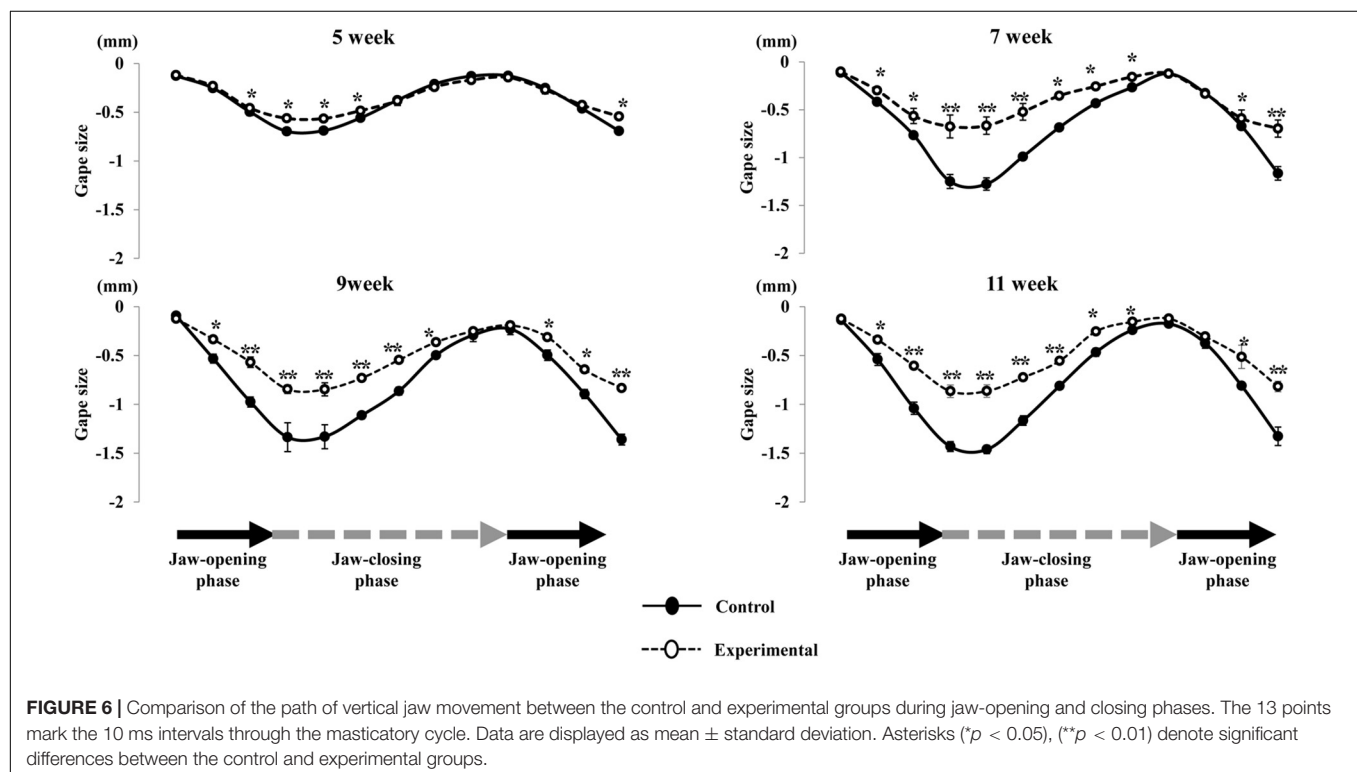 5 week
(mm)
Gape size
0
-0.5
-1
-1.5
-2
* * * * *
7 week
(mm)
Gape size
0
-0.5
-1
-1.5
-2
* * ** ** ** * * * * **
9week
(mm)
Gape size
0
-0.5
-1
-1.5
-2
* ** ** ** ** ** * * * **
11 week
(mm)
Gape size
0
-0.5
-1
-1.5
-2
* ** ** ** ** ** * * * **
Jaw-opening
phase
Jaw-closing
phase
Jaw-opening
phase
Jaw-opening
phase
Jaw-closing
phase
Jaw-opening
phase
Control
Experimental
FIGURE 6 | Comparison of the path of vertical jaw movement between the control and experimental groups during jaw-opening and closing phases. The 13 points
mark the 10 ms intervals through the masticatory cycle. Data are displayed as mean ± standard deviation. Asterisks (*p < 0.05), (**p < 0.01) denote significant
differences between the control and experimental groups.